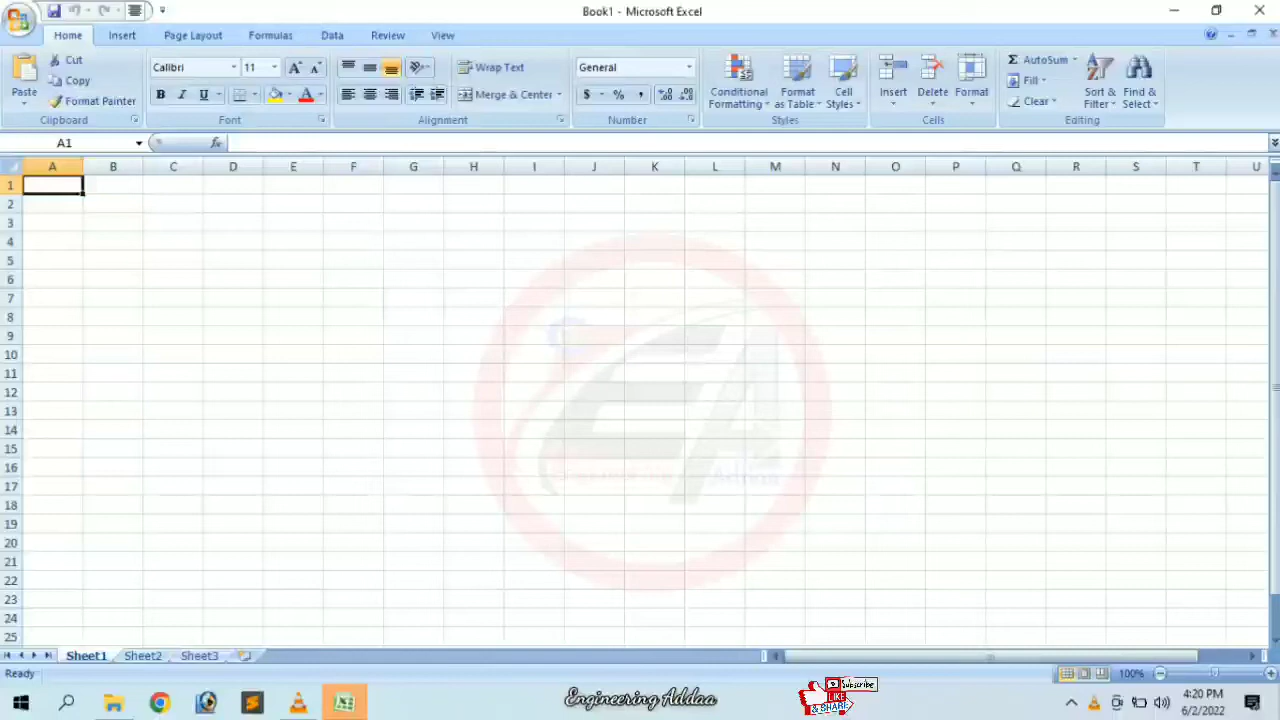 Book1 - Microsoft Excel
Home Insert Page Layout Formulas Data Review View
Paste
Cut
Copy
Format Painter
Clipboard
Calibri 11
B I U A
Font
Wrap Text
Merge & Center
Alignment
General
$ % ,
Number
Conditional Formatting
Format as Table
Cell Styles
Styles
Insert Delete Format
Cells
Σ AutoSum
Fill
Clear
Sort & Filter
Find & Select
Editing
A1 fx
A B C D E F G H I J K L M N O P Q R S T U
1
2
3
4
5
6
7
8
9
10
11
12
13
14
15
16
17
18
19
20
21
22
23
24
25
Sheet1 Sheet2 Sheet3
Ready 100%
Engineering Addaa
Subscribe
LIKE
& SHARE
4:20 PM
6/2/2022